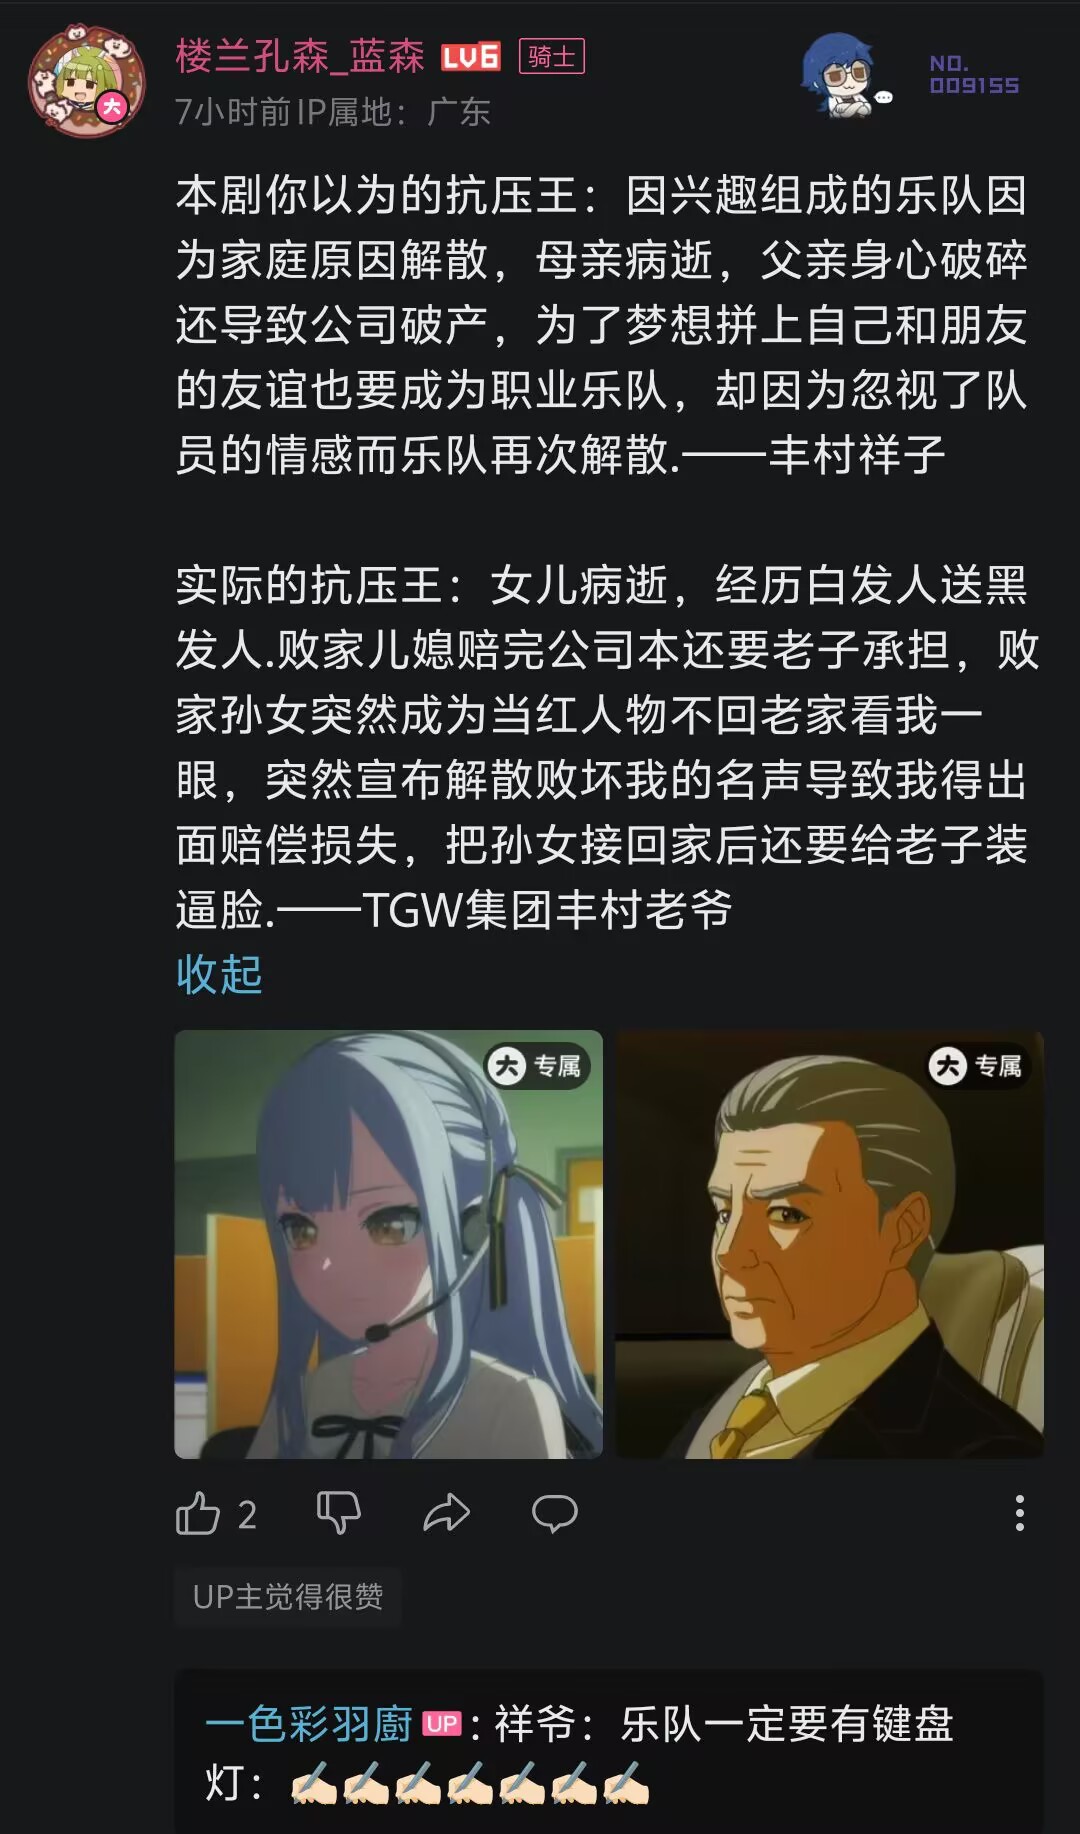 楼兰孔森_蓝森 LV6 骑士
NO.
009155
7小时前 IP属地：广东
本剧你以为的抗压王：因兴趣组成的乐队因
为家庭原因解散，母亲病逝，父亲身心破碎
还导致公司破产，为了梦想拼上自己和朋友
的友谊也要成为职业乐队，却因为忽视了队
员的情感而乐队再次解散.——丰村祥子
实际的抗压王：女儿病逝，经历白发人送黑
发人.败家儿媳赔完公司本还要老子承担，败
家孙女突然成为当红人物不回老家看我一
眼，突然宣布解散败坏我的名声导致我得出
面赔偿损失，把孙女接回家后还要给老子装
逼脸.——TGW集团丰村老爷
收起
大 专属
大 专属
2
UP主觉得很赞
一色彩羽廚 UP：祥爷：乐队一定要有键盘
灯：✍🏻✍🏻✍🏻✍🏻✍🏻✍🏻✍🏻